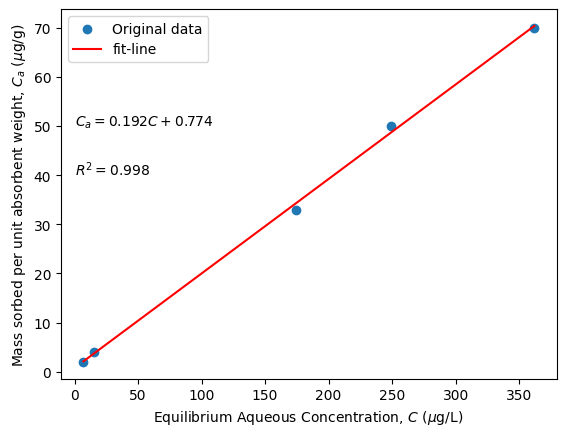 Original data
fit-line
$C_a = 0.192C + 0.774$
$R^2 = 0.998$
Mass sorbed per unit absorbent weight, $C_a$ ($\mu$g/g)
70
60
50
40
30
20
10
0
0 50 100 150 200 250 300 350
Equilibrium Aqueous Concentration, $C$ ($\mu$g/L)